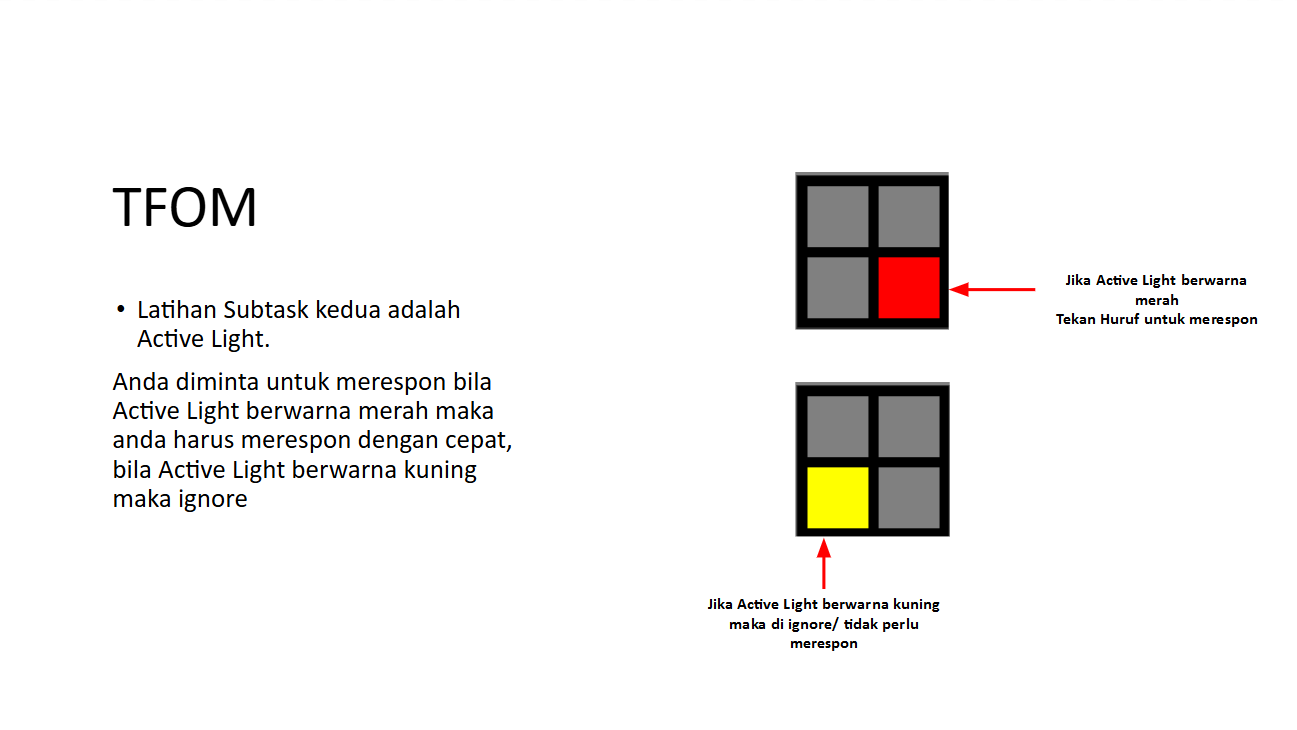 TFOM
• Latihan Subtask kedua adalah
Active Light.
Anda diminta untuk merespon bila
Active Light berwarna merah maka
anda harus merespon dengan cepat,
bila Active Light berwarna kuning
maka ignore
Jika Active Light berwarna
merah
Tekan Huruf untuk merespon
Jika Active Light berwarna kuning
maka di ignore/ tidak perlu
merespon